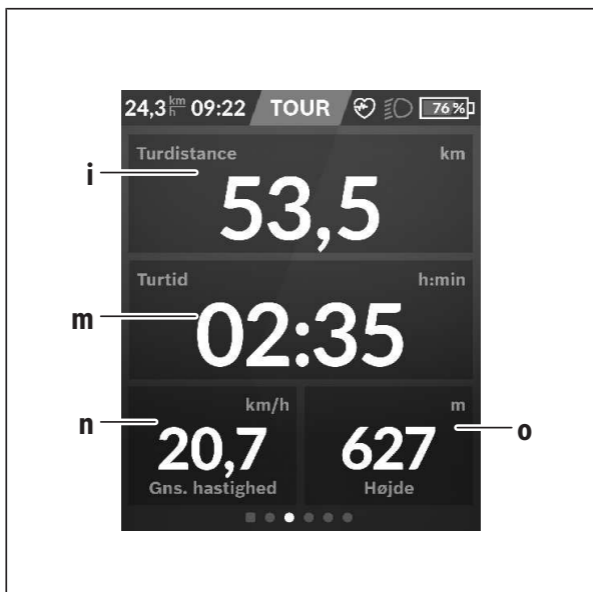 24,3 km/h 09:22 TOUR 76 %
Turdistance km
i
53,5
Turtid h:min
m
02:35
km/h m
n o
20,7 627
Gns. hastighed Højde